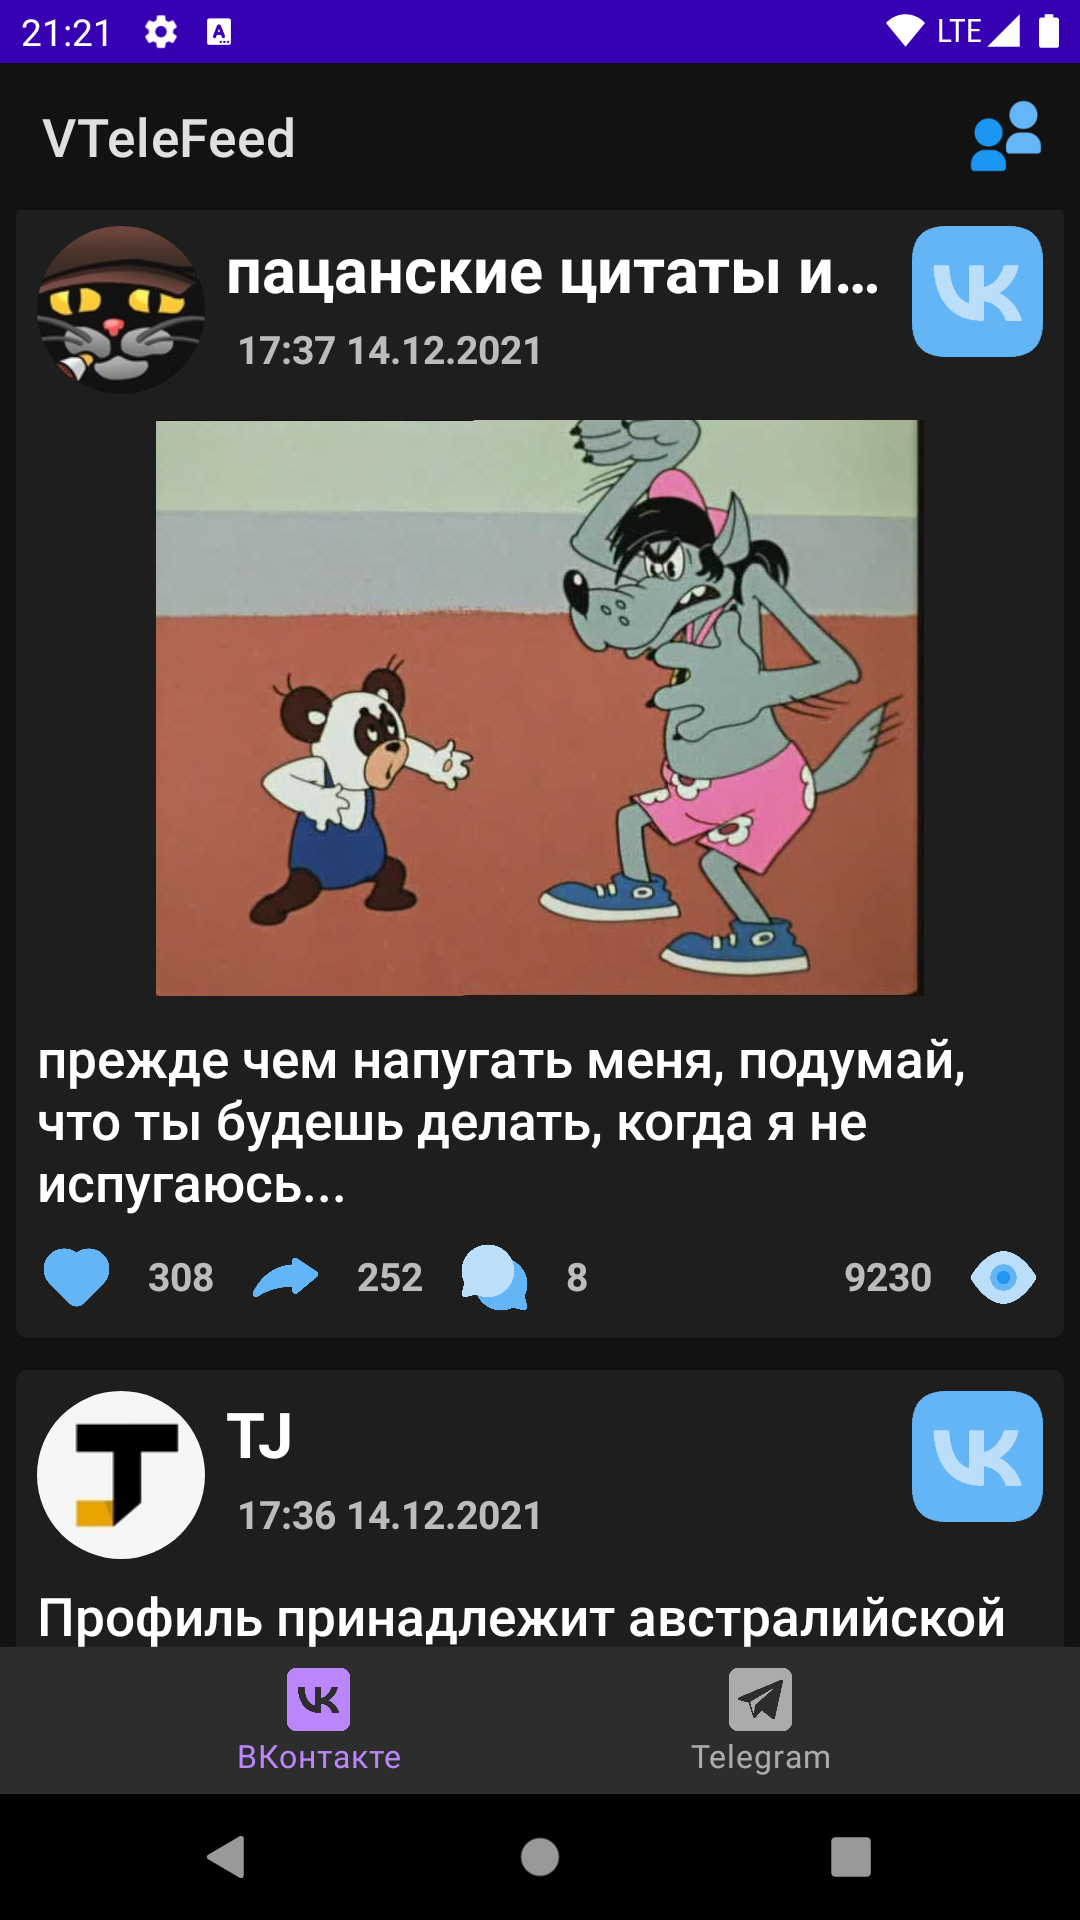 21:21
LTE
VTeleFeed
пацанские цитаты и...
17:37 14.12.2021
прежде чем напугать меня, подумай,
что ты будешь делать, когда я не
испугаюсь...
308 252 8 9230
TJ
17:36 14.12.2021
Профиль принадлежит австралийской
ВКонтакте Telegram